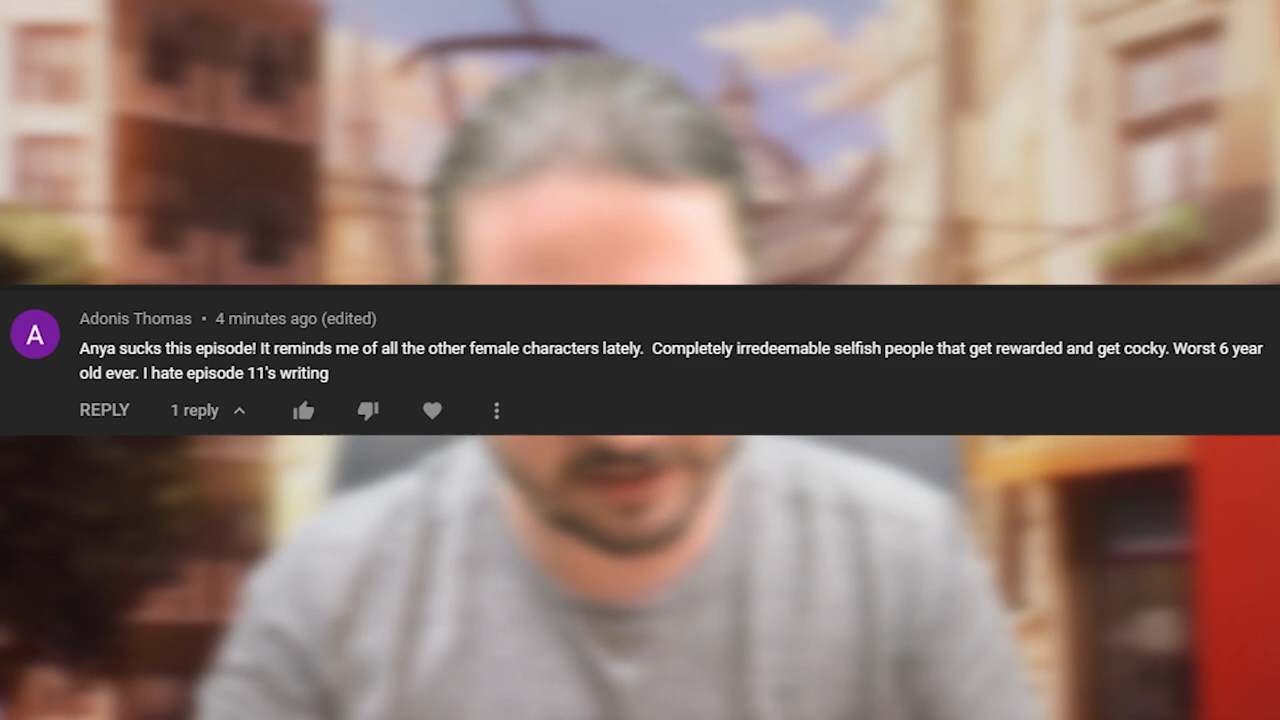 A
Adonis Thomas • 4 minutes ago (edited)
Anya sucks this episode! It reminds me of all the other female characters lately.  Completely irredeemable selfish people that get rewarded and get cocky. Worst 6 year
old ever. I hate episode 11's writing
REPLY 1 reply